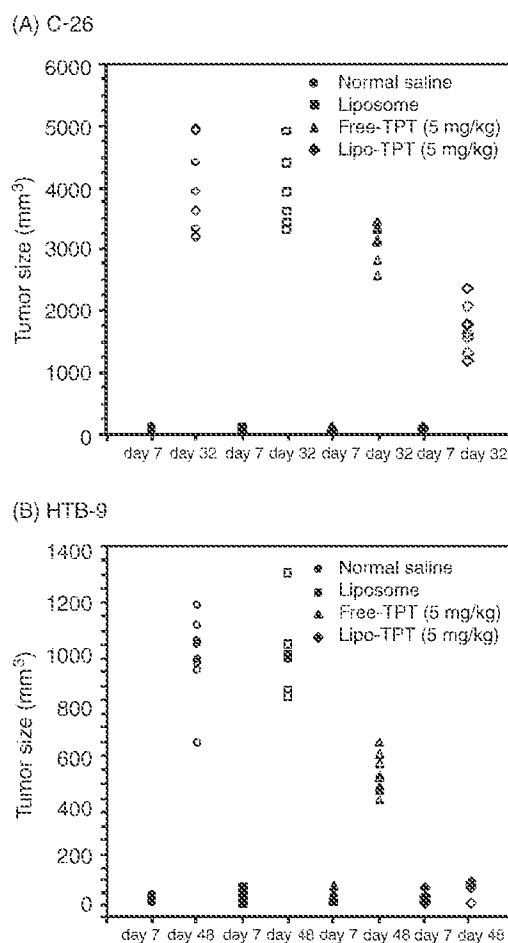 (A) C-26
6000
5000
4000
3000
2000
1000
0
Tumor size (mm³)
Normal saline
Liposome
Free-TPT (5 mg/kg)
Lipo-TPT (5 mg/kg)
day 7 day 32 day 7 day 32 day 7 day 32 day 7 day 32
(B) HTB-9
1400
1200
1000
800
600
400
200
0
Tumor size (mm³)
Normal saline
Liposome
Free-TPT (5 mg/kg)
Lipo-TPT (5 mg/kg)
day 7 day 48 day 7 day 48 day 7 day 48 day 7 day 48